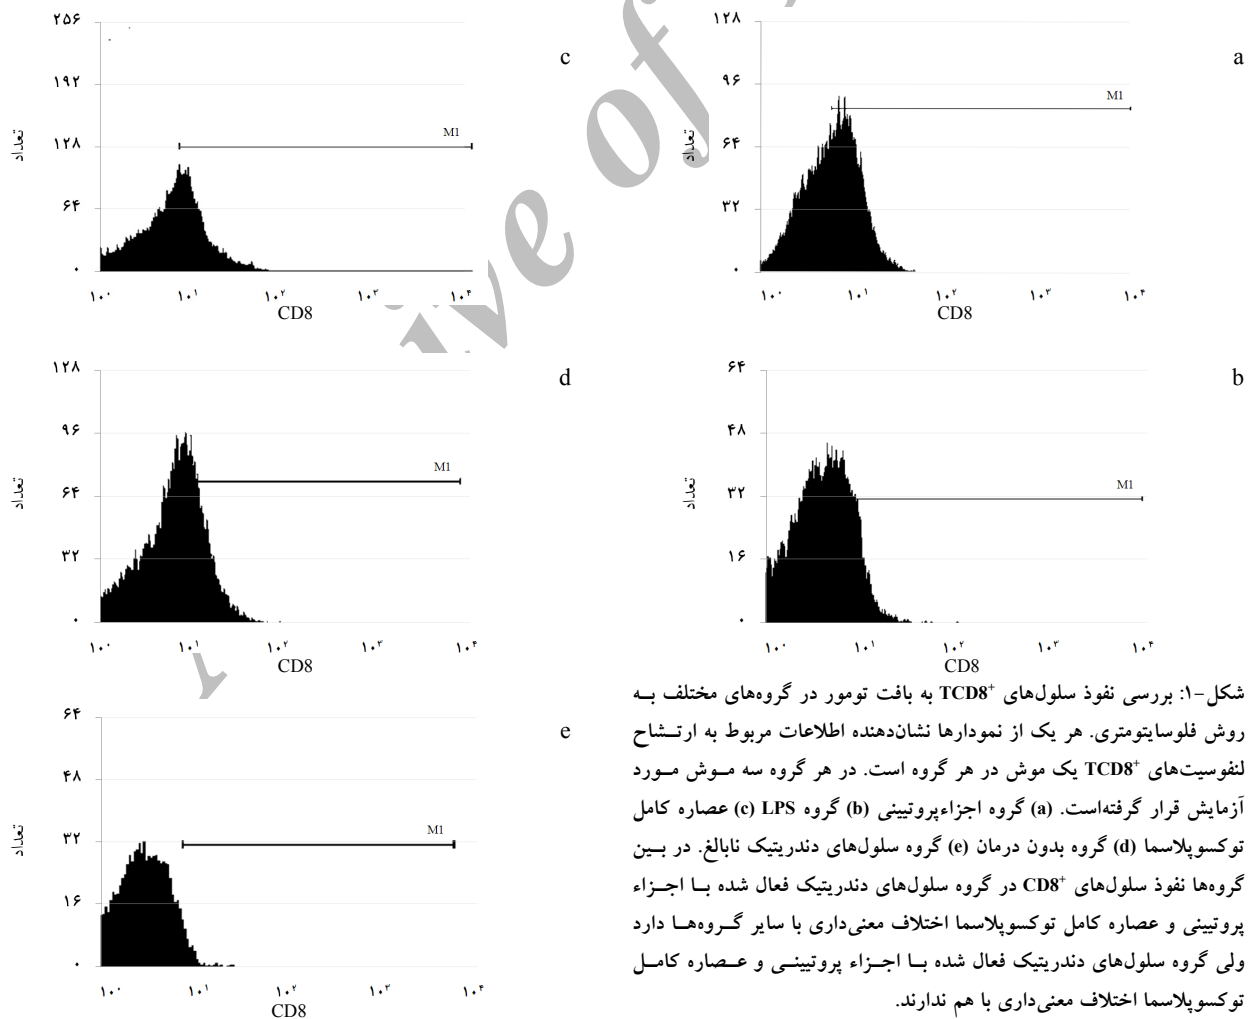 a
۱۲۸
۹۶
۶۴
۳۲
۰
تعداد
M1
۱۰۰ ۱۰۱ ۱۰۲ ۱۰۳ ۱۰۴
CD8
b
۶۴
۴۸
۳۲
۱۶
۰
تعداد
M1
۱۰۰ ۱۰۱ ۱۰۲ ۱۰۳ ۱۰۴
CD8
c
۲۵۶
۱۹۲
۱۲۸
۶۴
۰
تعداد
M1
۱۰۰ ۱۰۱ ۱۰۲ ۱۰۳ ۱۰۴
CD8
d
۱۲۸
۹۶
۶۴
۳۲
۰
تعداد
M1
۱۰۰ ۱۰۱ ۱۰۲ ۱۰۳ ۱۰۴
CD8
e
۶۴
۴۸
۳۲
۱۶
۰
تعداد
M1
۱۰۰ ۱۰۱ ۱۰۲ ۱۰۳ ۱۰۴
CD8
شکل-۱: بررسی نفوذ سلول‌های TCD8+ به بافت تومور در گروه‌های مختلف به
روش فلوسایتومتری. هر یک از نمودارها نشان‌دهنده اطلاعات مربوط به ارتشاح
لنفوسیت‌های TCD8+ یک موش در هر گروه است. در هر گروه سه موش مورد
آزمایش قرار گرفته‌است. (a) گروه اجزاءپروتیینی (b) گروه LPS (c) عصاره کامل
توکسوپلاسما (d) گروه بدون درمان (e) گروه سلول‌های دندریتیک نابالغ. در بین
گروه‌ها نفوذ سلول‌های CD8+ در گروه سلول‌های دندریتیک فعال شده با اجزاء
پروتیینی و عصاره کامل توکسوپلاسما اختلاف معنی‌داری با سایر گروه‌ها دارد
ولی گروه سلول‌های دندریتیک فعال شده با اجزاء پروتیینی و عصاره کامل
توکسوپلاسما اختلاف معنی‌داری با هم ندارند.
ive of